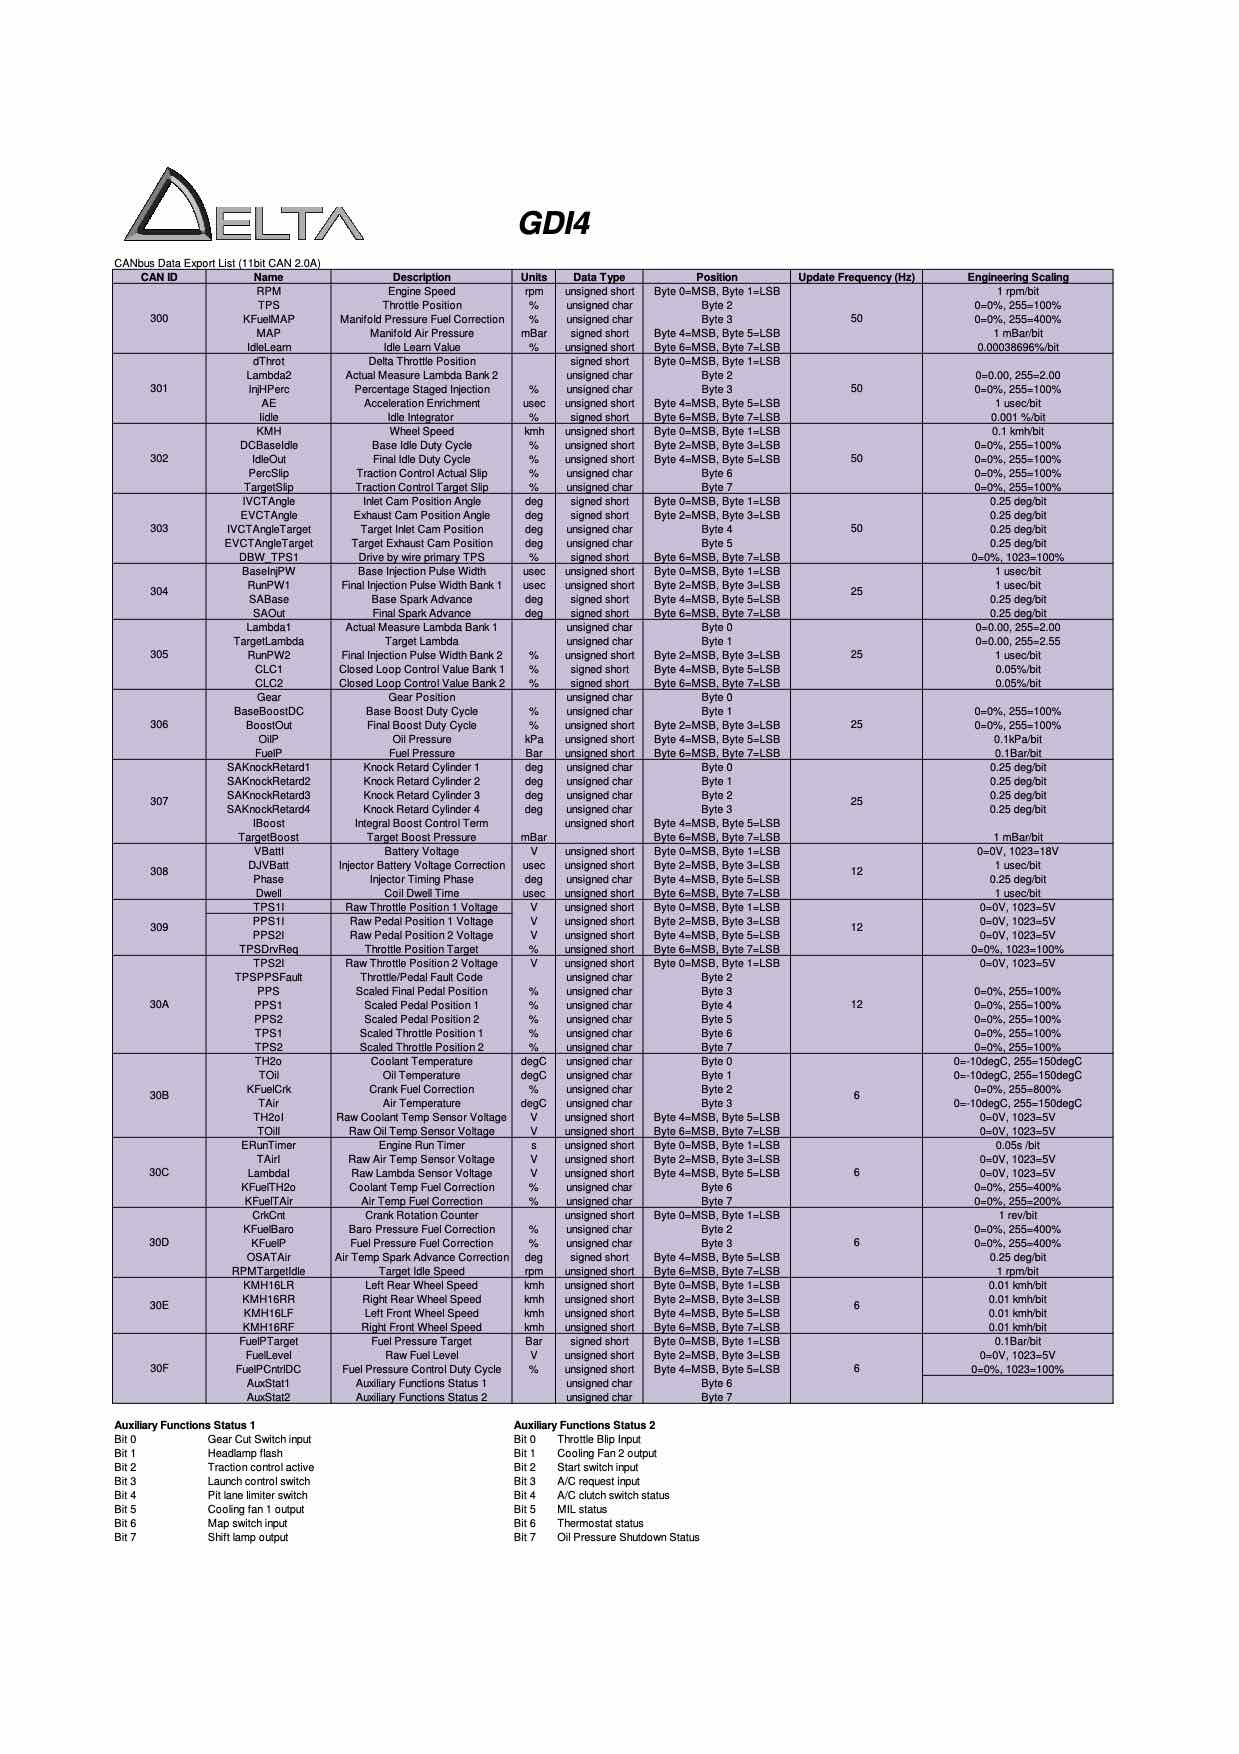 DELTA
GDI4
CANbus Data Export List (11bit CAN 2.0A)
CAN ID Name Description Units Data Type Position Update Frequency (Hz) Engineering Scaling
RPM Engine Speed rpm unsigned short Byte 0=MSB, Byte 1=LSB 1 rpm/bit
TPS Throttle Position % unsigned char Byte 2 0=0%, 255=100%
300 KFuelMAP Manifold Pressure Fuel Correction % unsigned char Byte 3 50 0=0%, 255=400%
MAP Manifold Air Pressure mBar signed short Byte 4=MSB, Byte 5=LSB 1 mBar/bit
IdleLearn Idle Learn Value % unsigned short Byte 6=MSB, Byte 7=LSB 0.00038696%/bit
dThrot Delta Throttle Position signed short Byte 0=MSB, Byte 1=LSB
Lambda2 Actual Measure Lambda Bank 2 unsigned char Byte 2 0=0.00, 255=2.00
301 InjHPerc Percentage Staged Injection % unsigned char Byte 3 50 0=0%, 255=100%
AE Acceleration Enrichment usec unsigned short Byte 4=MSB, Byte 5=LSB 1 usec/bit
Iidle Idle Integrator % signed short Byte 6=MSB, Byte 7=LSB 0.001 %/bit
KMH Wheel Speed kmh unsigned short Byte 0=MSB, Byte 1=LSB 0.1 kmh/bit
DCBaseIdle Base Idle Duty Cycle % unsigned short Byte 2=MSB, Byte 3=LSB 0=0%, 255=100%
302 IdleOut Final Idle Duty Cycle % unsigned short Byte 4=MSB, Byte 5=LSB 50 0=0%, 255=100%
PercSlip Traction Control Actual Slip % unsigned char Byte 6 0=0%, 255=100%
TargetSlip Traction Control Target Slip % unsigned char Byte 7 0=0%, 255=100%
IVCTAngle Inlet Cam Position Angle deg signed short Byte 0=MSB, Byte 1=LSB 0.25 deg/bit
EVCTAngle Exhaust Cam Position Angle deg signed short Byte 2=MSB, Byte 3=LSB 0.25 deg/bit
303 IVCTAngleTarget Target Inlet Cam Position deg unsigned char Byte 4 50 0.25 deg/bit
EVCTAngleTarget Target Exhaust Cam Position deg unsigned char Byte 5 0.25 deg/bit
DBW_TPS1 Drive by wire primary TPS % signed short Byte 6=MSB, Byte 7=LSB 0=0%, 1023=100%
BaseInjPW Base Injection Pulse Width usec unsigned short Byte 0=MSB, Byte 1=LSB 1 usec/bit
304 RunPW1 Final Injection Pulse Width Bank 1 usec unsigned short Byte 2=MSB, Byte 3=LSB 25 1 usec/bit
SABase Base Spark Advance deg signed short Byte 4=MSB, Byte 5=LSB 0.25 deg/bit
SAOut Final Spark Advance deg signed short Byte 6=MSB, Byte 7=LSB 0.25 deg/bit
Lambda1 Actual Measure Lambda Bank 1 unsigned char Byte 0 0=0.00, 255=2.00
TargetLambda Target Lambda unsigned char Byte 1 0=0.00, 255=2.55
305 RunPW2 Final Injection Pulse Width Bank 2 % unsigned short Byte 2=MSB, Byte 3=LSB 25 1 usec/bit
CLC1 Closed Loop Control Value Bank 1 % signed short Byte 4=MSB, Byte 5=LSB 0.05%/bit
CLC2 Closed Loop Control Value Bank 2 % signed short Byte 6=MSB, Byte 7=LSB 0.05%/bit
Gear Gear Position unsigned char Byte 0
BaseBoostDC Base Boost Duty Cycle % unsigned char Byte 1 0=0%, 255=100%
306 BoostOut Final Boost Duty Cycle % unsigned short Byte 2=MSB, Byte 3=LSB 25 0=0%, 255=100%
OilP Oil Pressure kPa unsigned short Byte 4=MSB, Byte 5=LSB 0.1kPa/bit
FuelP Fuel Pressure Bar unsigned short Byte 6=MSB, Byte 7=LSB 0.1Bar/bit
SAKnockRetard1 Knock Retard Cylinder 1 deg unsigned char Byte 0 0.25 deg/bit
SAKnockRetard2 Knock Retard Cylinder 2 deg unsigned char Byte 1 0.25 deg/bit
SAKnockRetard3 Knock Retard Cylinder 3 deg unsigned char Byte 2 0.25 deg/bit
307 SAKnockRetard4 Knock Retard Cylinder 4 deg unsigned char Byte 3 25 0.25 deg/bit
IBoost Integral Boost Control Term unsigned short Byte 4=MSB, Byte 5=LSB
TargetBoost Target Boost Pressure mBar Byte 6=MSB, Byte 7=LSB 1 mBar/bit
VBattI Battery Voltage V unsigned short Byte 0=MSB, Byte 1=LSB 0=0V, 1023=18V
308 DJVBatt Injector Battery Voltage Correction usec unsigned short Byte 2=MSB, Byte 3=LSB 12 1 usec/bit
Phase Injector Timing Phase deg unsigned short Byte 4=MSB, Byte 5=LSB 0.25 deg/bit
Dwell Coil Dwell Time usec unsigned short Byte 6=MSB, Byte 7=LSB 1 usec/bit
TPS1I Raw Throttle Position 1 Voltage V unsigned short Byte 0=MSB, Byte 1=LSB 0=0V, 1023=5V
309 PPS1I Raw Pedal Position 1 Voltage V unsigned short Byte 2=MSB, Byte 3=LSB 12 0=0V, 1023=5V
PPS2I Raw Pedal Position 2 Voltage V unsigned short Byte 4=MSB, Byte 5=LSB 0=0V, 1023=5V
TPSDrvReq Throttle Position Target % unsigned short Byte 6=MSB, Byte 7=LSB 0=0%, 1023=100%
TPS2I Raw Throttle Position 2 Voltage V unsigned short Byte 0=MSB, Byte 1=LSB 0=0V, 1023=5V
TPSPPSFault Throttle/Pedal Fault Code unsigned char Byte 2
PPS Scaled Final Pedal Position % unsigned char Byte 3 0=0%, 255=100%
30A PPS1 Scaled Pedal Position 1 % unsigned char Byte 4 12 0=0%, 255=100%
PPS2 Scaled Pedal Position 2 % unsigned char Byte 5 0=0%, 255=100%
TPS1 Scaled Throttle Position 1 % unsigned char Byte 6 0=0%, 255=100%
TPS2 Scaled Throttle Position 2 % unsigned char Byte 7 0=0%, 255=100%
TH2o Coolant Temperature degC unsigned char Byte 0 0=-10degC, 255=150degC
TOil Oil Temperature degC unsigned char Byte 1 0=-10degC, 255=150degC
30B KFuelCrk Crank Fuel Correction % unsigned char Byte 2 6 0=0%, 255=800%
TAir Air Temperature degC unsigned char Byte 3 0=-10degC, 255=150degC
TH2oI Raw Coolant Temp Sensor Voltage V unsigned short Byte 4=MSB, Byte 5=LSB 0=0V, 1023=5V
TOilI Raw Oil Temp Sensor Voltage V unsigned short Byte 6=MSB, Byte 7=LSB 0=0V, 1023=5V
ERunTimer Engine Run Timer s unsigned short Byte 0=MSB, Byte 1=LSB 0.05s /bit
TAirI Raw Air Temp Sensor Voltage V unsigned short Byte 2=MSB, Byte 3=LSB 0=0V, 1023=5V
30C LambdaI Raw Lambda Sensor Voltage V unsigned short Byte 4=MSB, Byte 5=LSB 6 0=0V, 1023=5V
KFuelTH2o Coolant Temp Fuel Correction % unsigned char Byte 6 0=0%, 255=400%
KFuelTAir Air Temp Fuel Correction % unsigned char Byte 7 0=0%, 255=200%
CrkCnt Crank Rotation Counter unsigned short Byte 0=MSB, Byte 1=LSB 1 rev/bit
KFuelBaro Baro Pressure Fuel Correction % unsigned char Byte 2 0=0%, 255=400%
30D KFuelP Fuel Pressure Fuel Correction % unsigned char Byte 3 6 0=0%, 255=400%
OSATAir Air Temp Spark Advance Correction deg signed short Byte 4=MSB, Byte 5=LSB 0.25 deg/bit
RPMTargetIdle Target Idle Speed rpm unsigned short Byte 6=MSB, Byte 7=LSB 1 rpm/bit
KMH16LR Left Rear Wheel Speed kmh unsigned short Byte 0=MSB, Byte 1=LSB 0.01 kmh/bit
30E KMH16RR Right Rear Wheel Speed kmh unsigned short Byte 2=MSB, Byte 3=LSB 6 0.01 kmh/bit
KMH16LF Left Front Wheel Speed kmh unsigned short Byte 4=MSB, Byte 5=LSB 0.01 kmh/bit
KMH16RF Right Front Wheel Speed kmh unsigned short Byte 6=MSB, Byte 7=LSB 0.01 kmh/bit
FuelPTarget Fuel Pressure Target Bar signed short Byte 0=MSB, Byte 1=LSB 0.1Bar/bit
FuelLevel Raw Fuel Level V unsigned short Byte 2=MSB, Byte 3=LSB 0=0V, 1023=5V
30F FuelPCntrlDC Fuel Pressure Control Duty Cycle % unsigned short Byte 4=MSB, Byte 5=LSB 6 0=0%, 1023=100%
AuxStat1 Auxiliary Functions Status 1 unsigned char Byte 6
AuxStat2 Auxiliary Functions Status 2 unsigned char Byte 7
Auxiliary Functions Status 1 Auxiliary Functions Status 2
Bit 0 Gear Cut Switch input Bit 0 Throttle Blip Input
Bit 1 Headlamp flash Bit 1 Cooling Fan 2 output
Bit 2 Traction control active Bit 2 Start switch input
Bit 3 Launch control switch Bit 3 A/C request input
Bit 4 Pit lane limiter switch Bit 4 A/C clutch switch status
Bit 5 Cooling fan 1 output Bit 5 MIL status
Bit 6 Map switch input Bit 6 Thermostat status
Bit 7 Shift lamp output Bit 7 Oil Pressure Shutdown Status